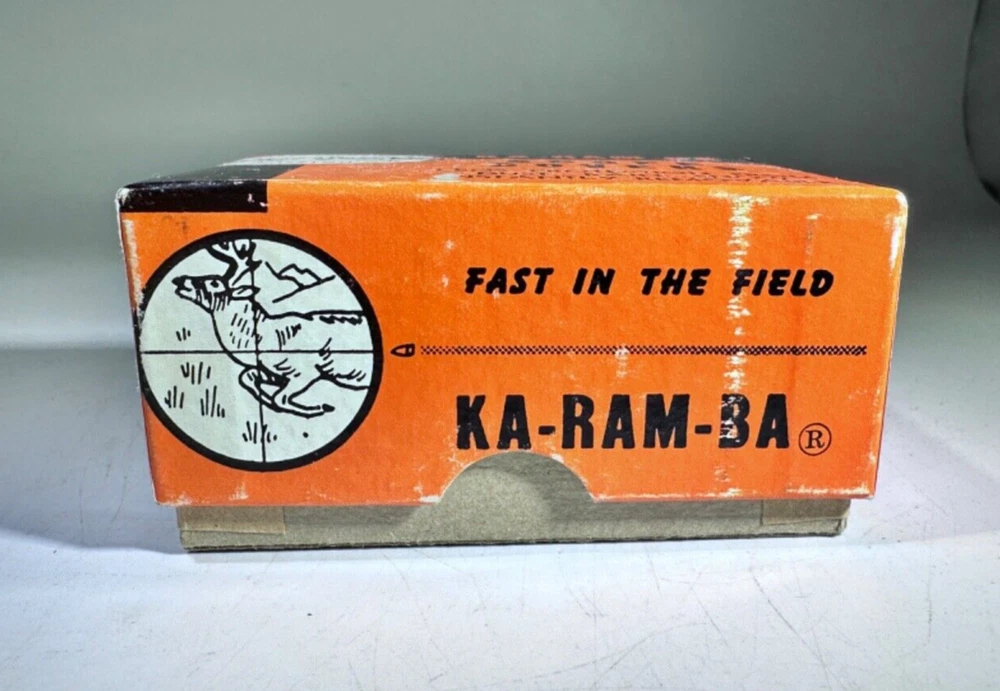 FAST IN THE FIELD
KA-RAM-BA®